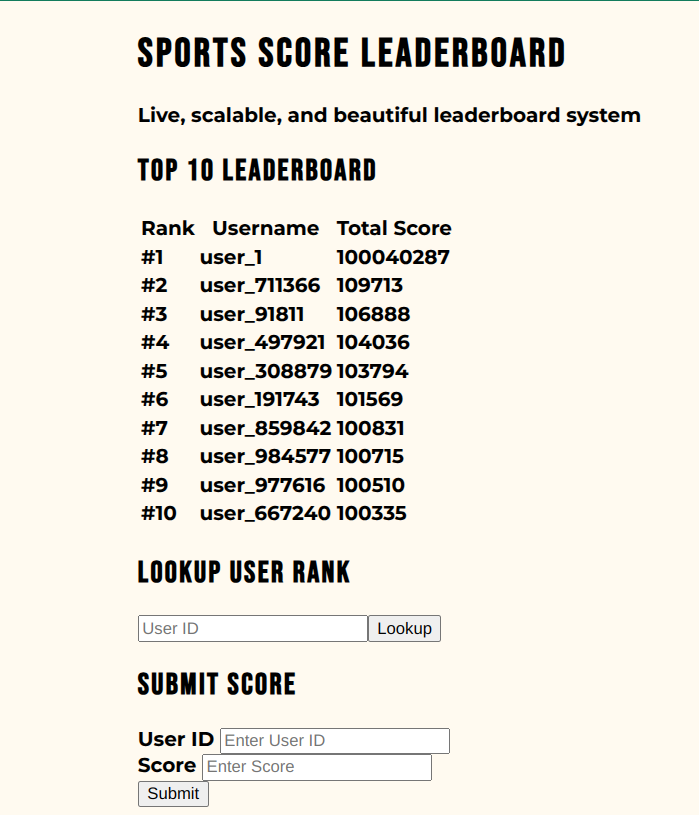 SPORTS SCORE LEADERBOARD
Live, scalable, and beautiful leaderboard system
TOP 10 LEADERBOARD
Rank Username Total Score
#1 user_1 100040287
#2 user_711366 109713
#3 user_91811 106888
#4 user_497921 104036
#5 user_308879 103794
#6 user_191743 101569
#7 user_859842 100831
#8 user_984577 100715
#9 user_977616 100510
#10 user_667240 100335
LOOKUP USER RANK
User ID Lookup
SUBMIT SCORE
User ID Enter User ID
Score Enter Score
Submit